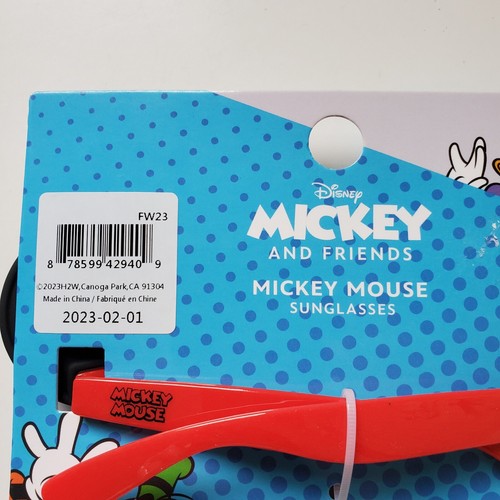 FW23
8 78599 42940 9
©2023H2W,Canoga Park,CA 91304
Made in China / Fabriqué en Chine
2023-02-01
Disney
MICKEY
AND FRIENDS
MICKEY MOUSE
SUNGLASSES
MICKEY
MOUSE